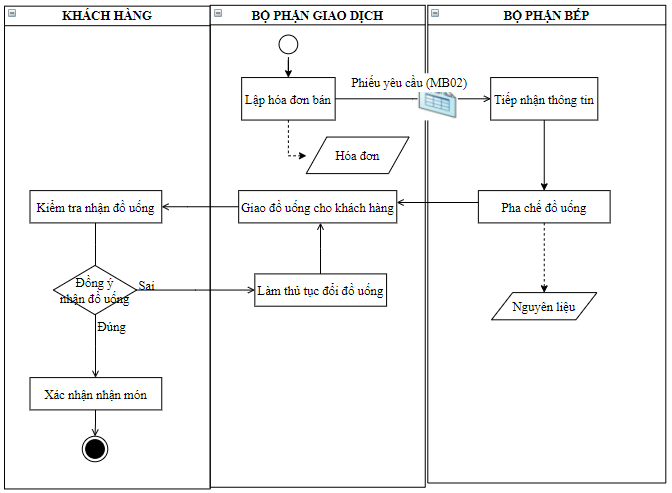 KHÁCH HÀNG
BỘ PHẬN GIAO DỊCH
BỘ PHẬN BẾP
Phiếu yêu cầu (MB02)
Lập hóa đơn bán
Tiếp nhận thông tin
Hóa đơn
Kiểm tra nhận đồ uống
Giao đồ uống cho khách hàng
Pha chế đồ uống
Đồng ý
nhận đồ uống
Sai
Làm thủ tục đổi đồ uống
Nguyên liệu
Đúng
Xác nhận nhận món